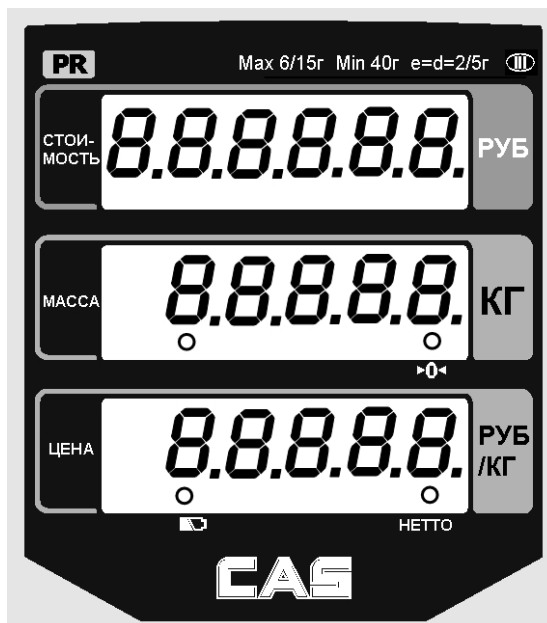 PR Max 6/15г Min 40г e=d=2/5г III
СТОИ-
МОСТЬ 8.8.8.8.8.8. РУБ
МАССА 8.8.8.8.8. КГ
►0◄
ЦЕНА 8.8.8.8.8. РУБ
/КГ
НЕТТО
CAS